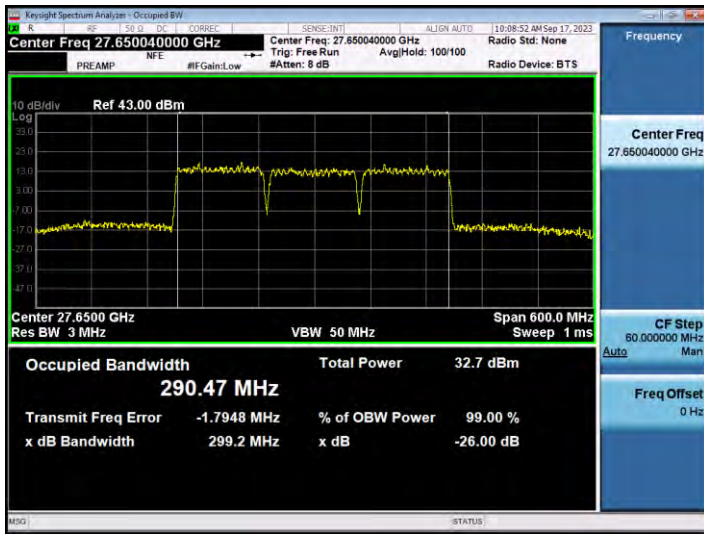 Keysight Spectrum Analyzer - Occupied BW
R RF 50 Ω DC CORREC SENSE:INT ALIGN AUTO 10:08:52 AM Sep 17, 2023
Center Freq 27.650040000 GHz
Center Freq: 27.650040000 GHz
Radio Std: None
Trig: Free Run Avg|Hold: 100/100
NFE
PREAMP #IFGain:Low #Atten: 8 dB Radio Device: BTS
Frequency
10 dB/div Ref 43.00 dBm
Log
33.0
23.0
13.0
3.00
-7.00
-17.0
-27.0
-37.0
-47.0
Center Freq
27.650040000 GHz
Center 27.6500 GHz Span 600.0 MHz
Res BW 3 MHz VBW 50 MHz Sweep 1 ms
CF Step
60.000000 MHz
Auto Man
Occupied Bandwidth Total Power 32.7 dBm
290.47 MHz
Transmit Freq Error -1.7948 MHz % of OBW Power 99.00 %
x dB Bandwidth 299.2 MHz x dB -26.00 dB
Freq Offset
0 Hz
MSG STATUS